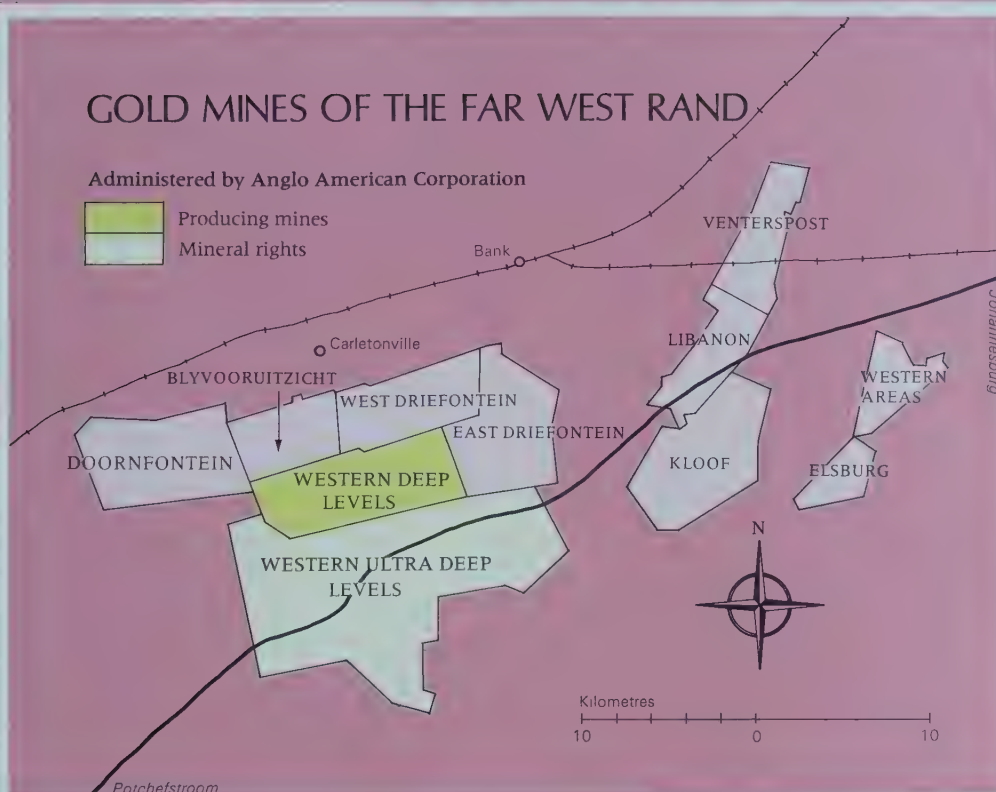 GOLD MINES OF THE FAR WEST RAND
Administered by Anglo American Corporation
Producing mines
Mineral rights
Bank
VENTERSPOST
Johannesburg
Carletonville
LIBANON
BLYVOORUITZICHT
WEST DRIEFONTEIN
WESTERN
AREAS
EAST DRIEFONTEIN
DOORNFONTEIN
KLOOF
ELSBURG
WESTERN DEEP
LEVELS
N
WESTERN ULTRA DEEP
LEVELS
Kilometres
10 0 10
Potchefstroom